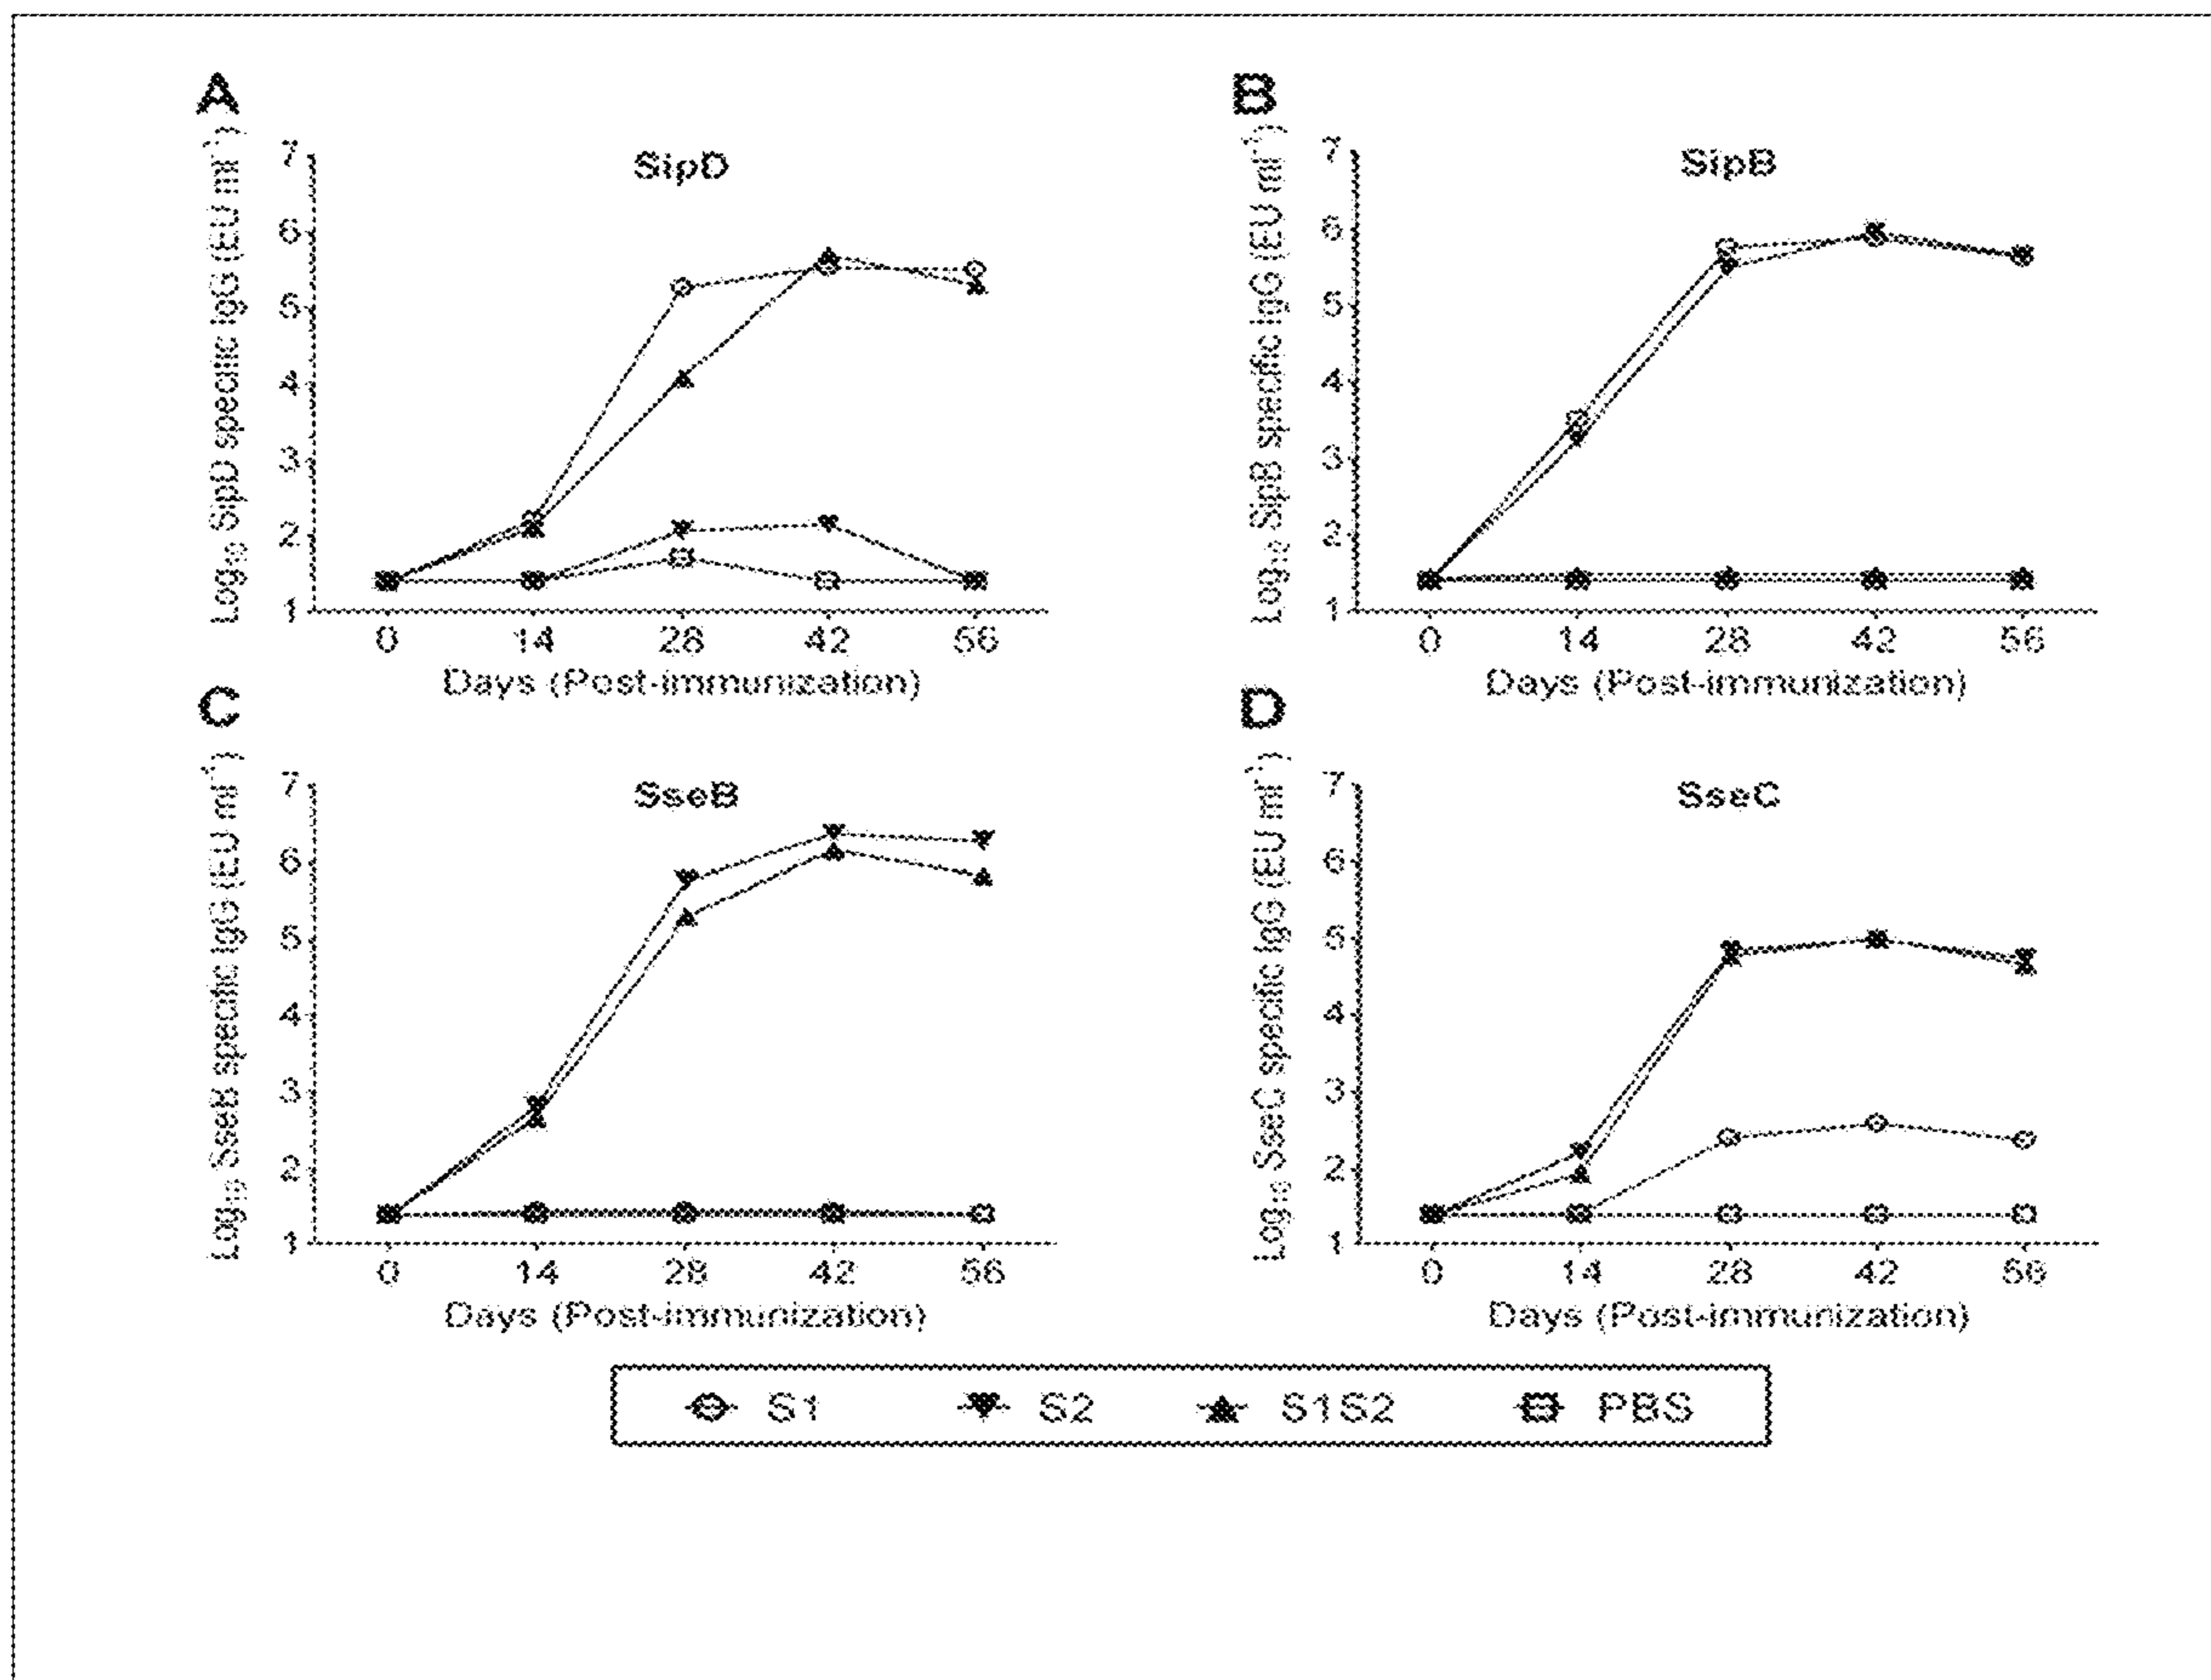 A
B
SipD
SipB
Log₁₀ SipD specific IgG (EU ml⁻¹)
7
6
5
4
3
2
1
0 14 28 42 56
Days (Post-immunization)
Log₁₀ SipB specific IgG (EU ml⁻¹)
7
6
5
4
3
2
1
0 14 28 42 56
Days (Post-immunization)
C
D
SseB
SseC
Log₁₀ SseB specific IgG (EU ml⁻¹)
7
6
5
4
3
2
1
0 14 28 42 56
Days (Post-immunization)
Log₁₀ SseC specific IgG (EU ml⁻¹)
7
6
5
4
3
2
1
0 14 28 42 56
Days (Post-immunization)
S1 S2 S1S2 PBS